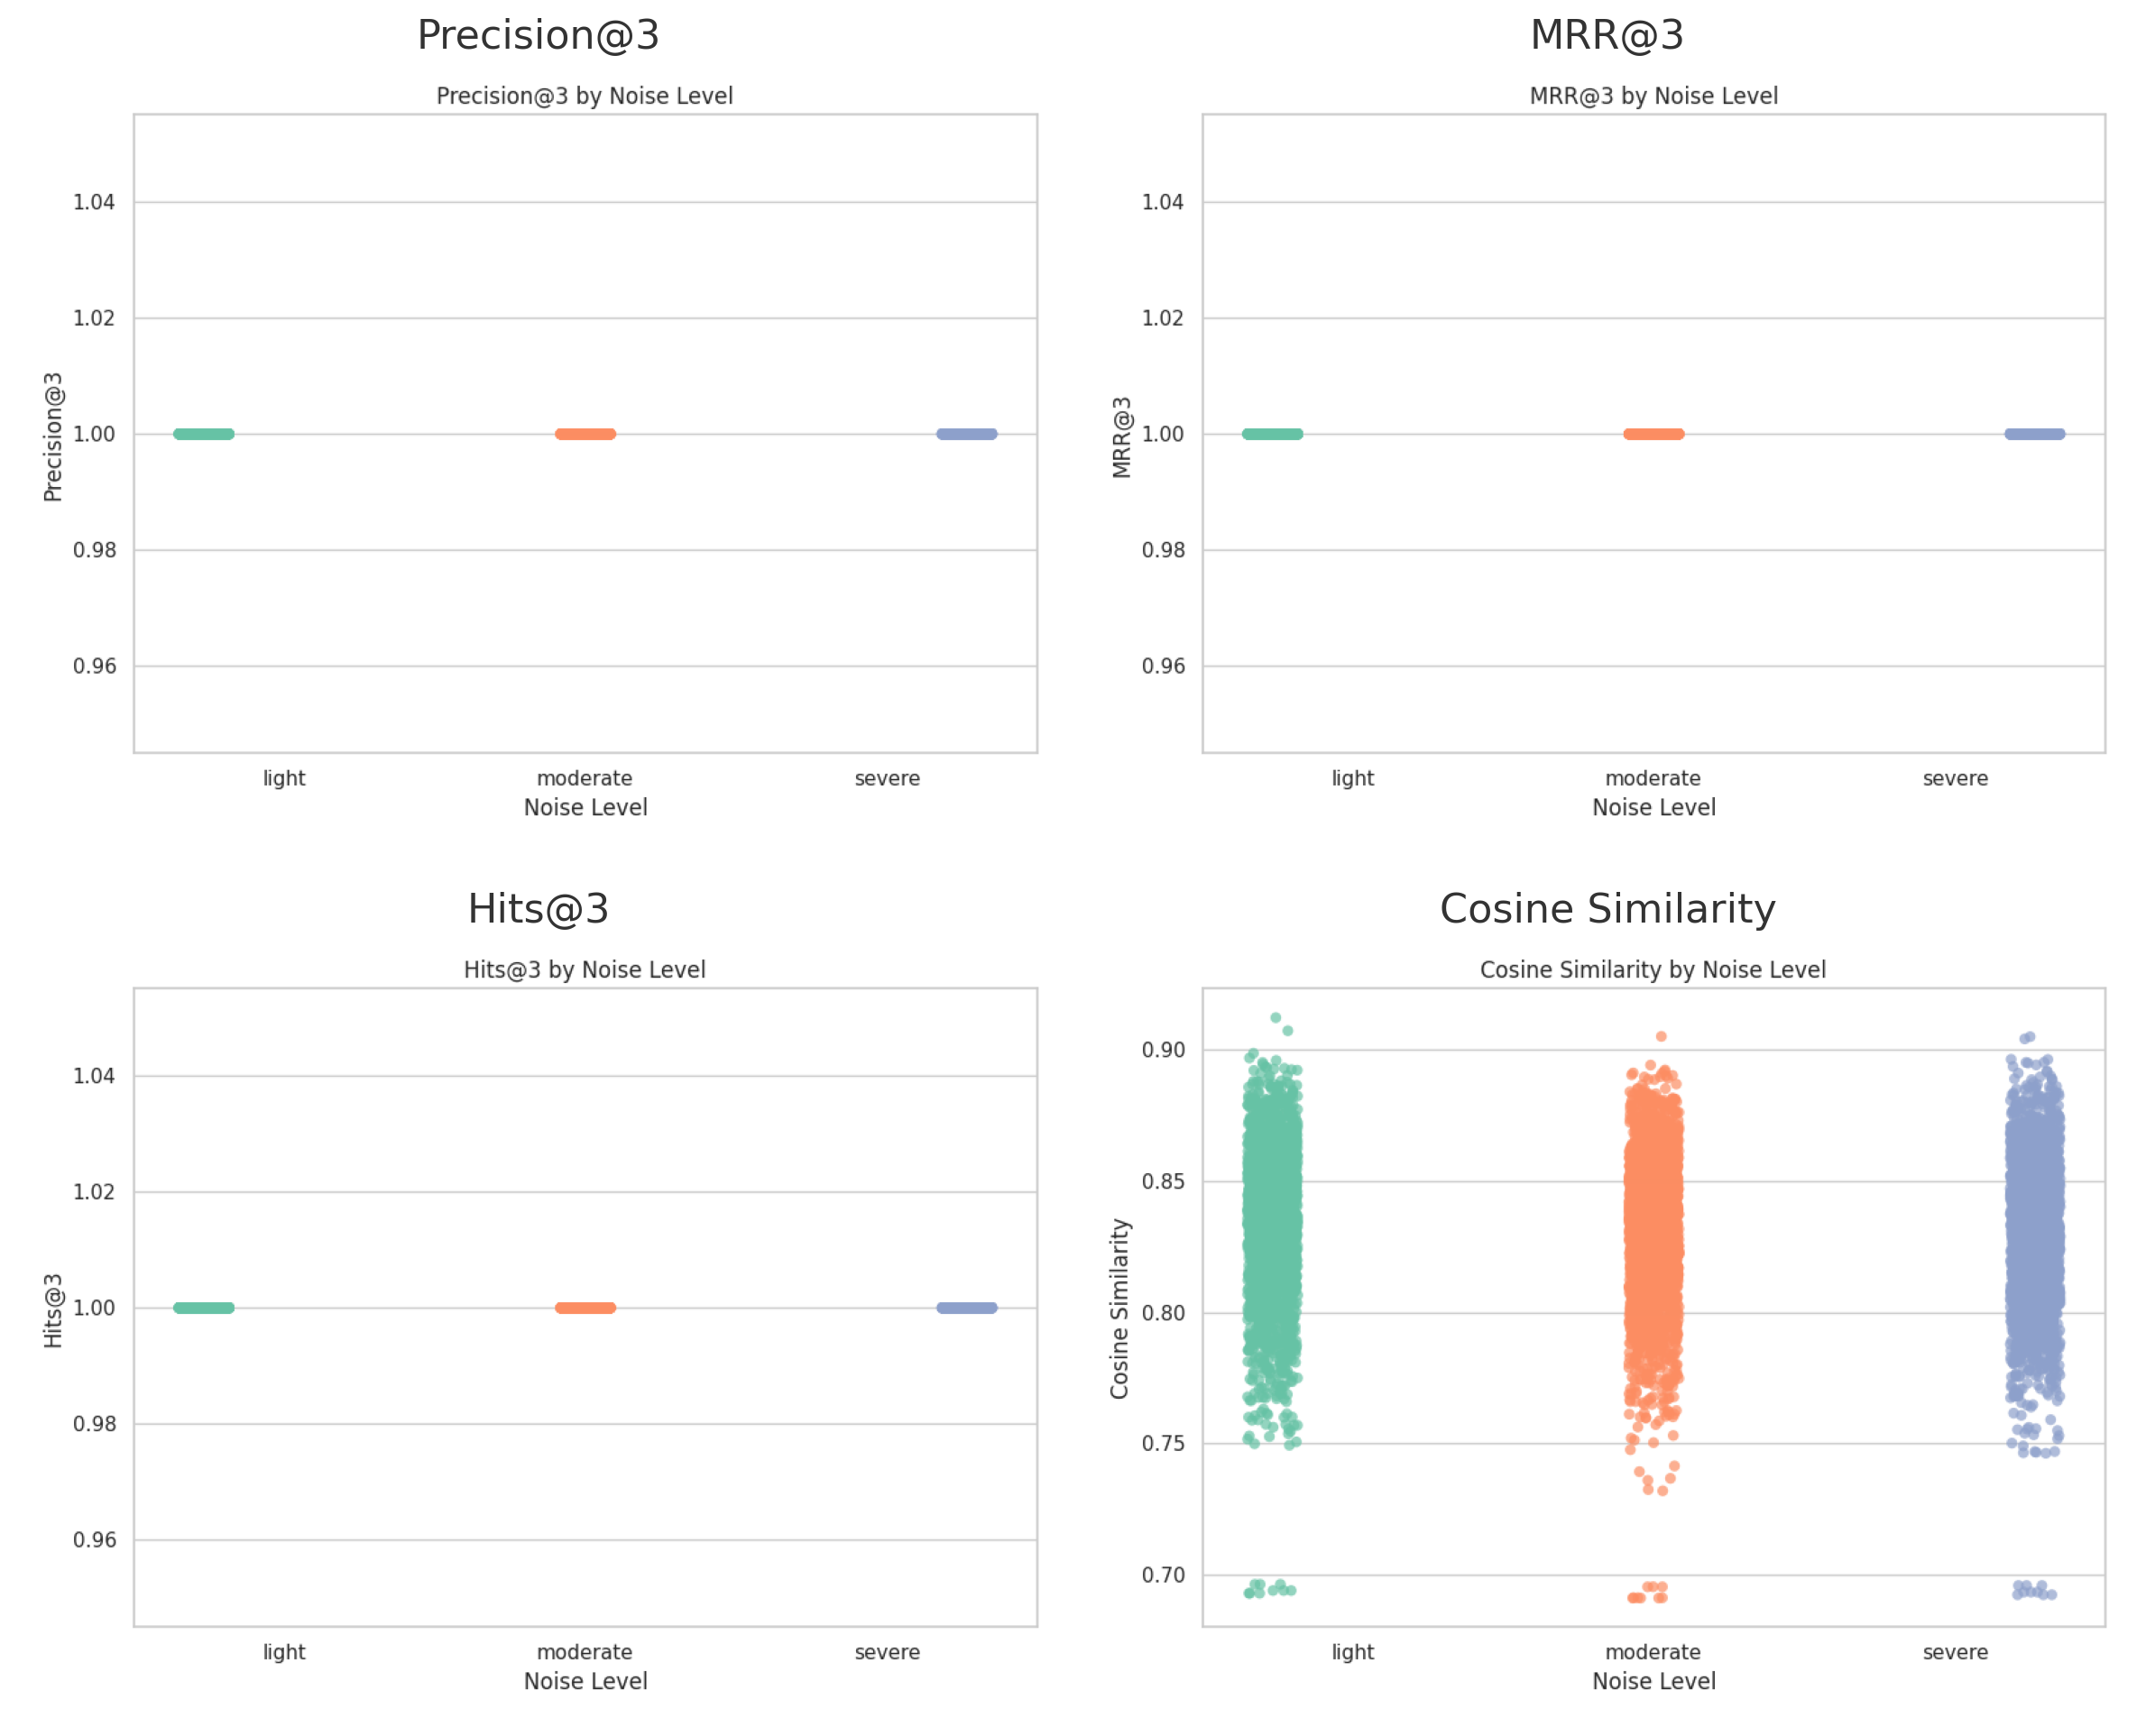 Precision@3
Precision@3 by Noise Level
Precision@3
1.04
1.02
1.00
0.98
0.96
light moderate severe
Noise Level
MRR@3
MRR@3 by Noise Level
MRR@3
1.04
1.02
1.00
0.98
0.96
light moderate severe
Noise Level
Hits@3
Hits@3 by Noise Level
Hits@3
1.04
1.02
1.00
0.98
0.96
light moderate severe
Noise Level
Cosine Similarity
Cosine Similarity by Noise Level
Cosine Similarity
0.90
0.85
0.80
0.75
0.70
light moderate severe
Noise Level